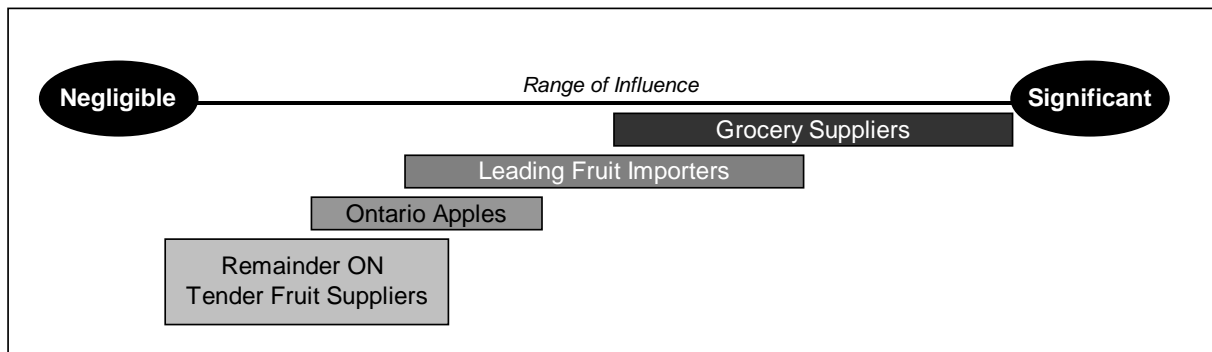 Range of Influence
Negligible
Significant
Grocery Suppliers
Leading Fruit Importers
Ontario Apples
Remainder ON
Tender Fruit Suppliers